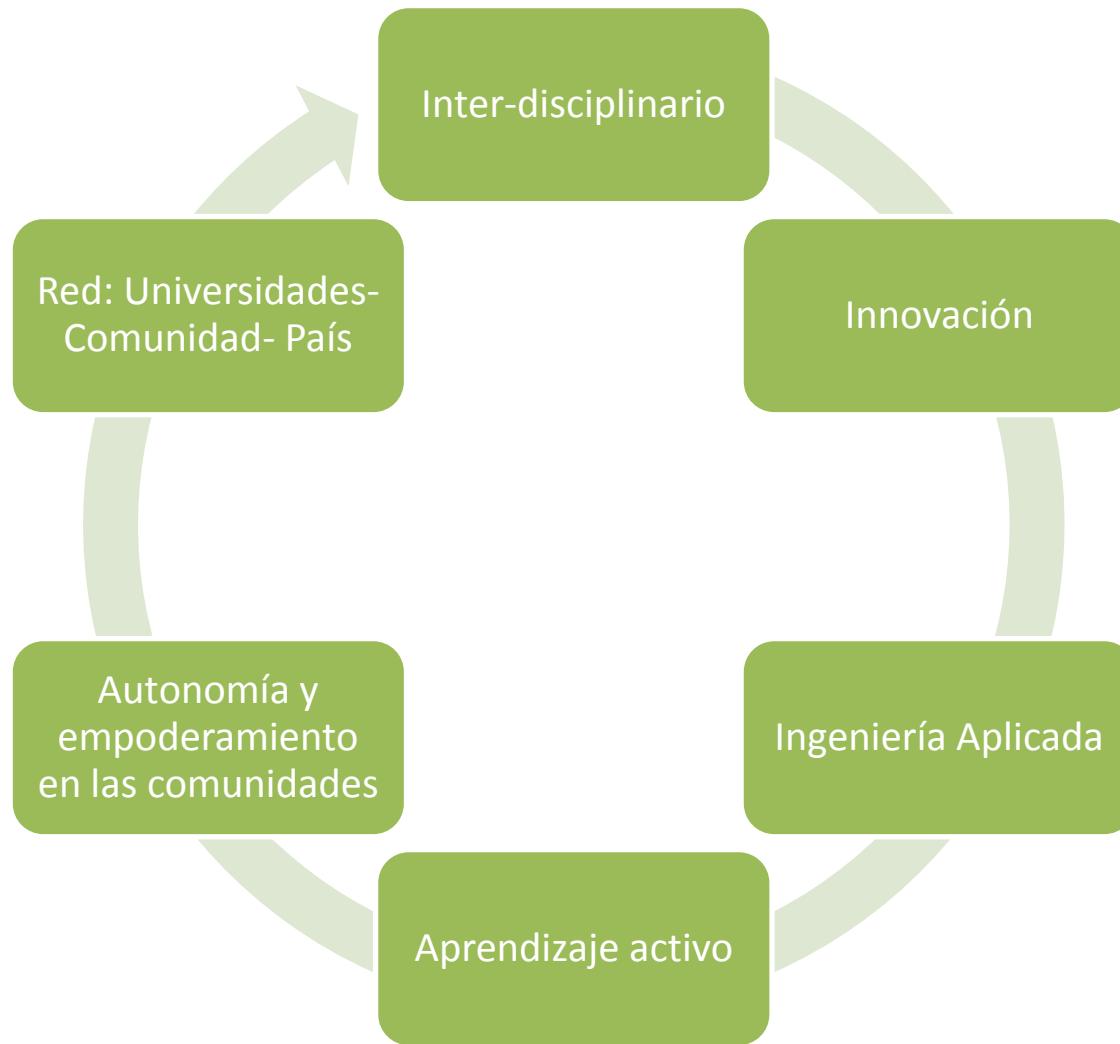 Inter-disciplinario
Innovación
Ingeniería Aplicada
Aprendizaje activo
Autonomía y
empoderamiento
en las comunidades
Red: Universidades-
Comunidad- País